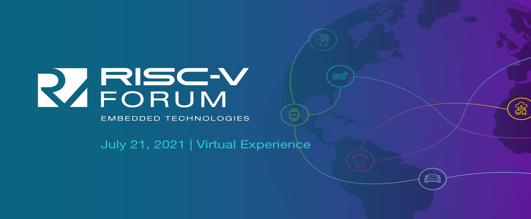 RISC-V
FORUM
EMBEDDED TECHNOLOGIES
July 21, 2021 | Virtual Experience